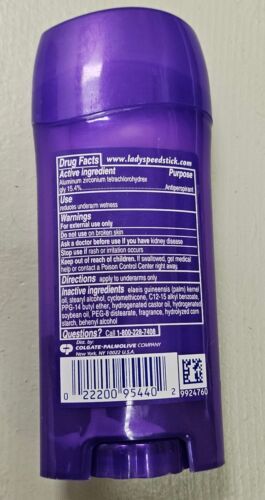 Drug Facts www.ladyspeedstick.com
Active ingredient Purpose
Aluminum zirconium tetrachlorohydrex
gly 15.4% Antiperspirant
Use
reduces underarm wetness
Warnings
For external use only
Do not use on broken skin
Ask a doctor before use if you have kidney disease
Stop use if rash or irritation occurs
Keep out of reach of children. If swallowed, get medical
help or contact a Poison Control Center right away.
Directions apply to underarms only
Inactive ingredients elaeis guineensis (palm) kernel
oil, stearyl alcohol, cyclomethicone, C12-15 alkyl benzoate,
PPG-14 butyl ether, hydrogenated castor oil, hydrogenated
soybean oil, PEG-8 distearate, fragrance, hydrolyzed corn
starch, behenyl alcohol
Questions? Call 1-800-328-7408
Dist. by:
COLGATE-PALMOLIVE COMPANY
New York, NY 10022 U.S.A.
0 22200 95440 2
9924760